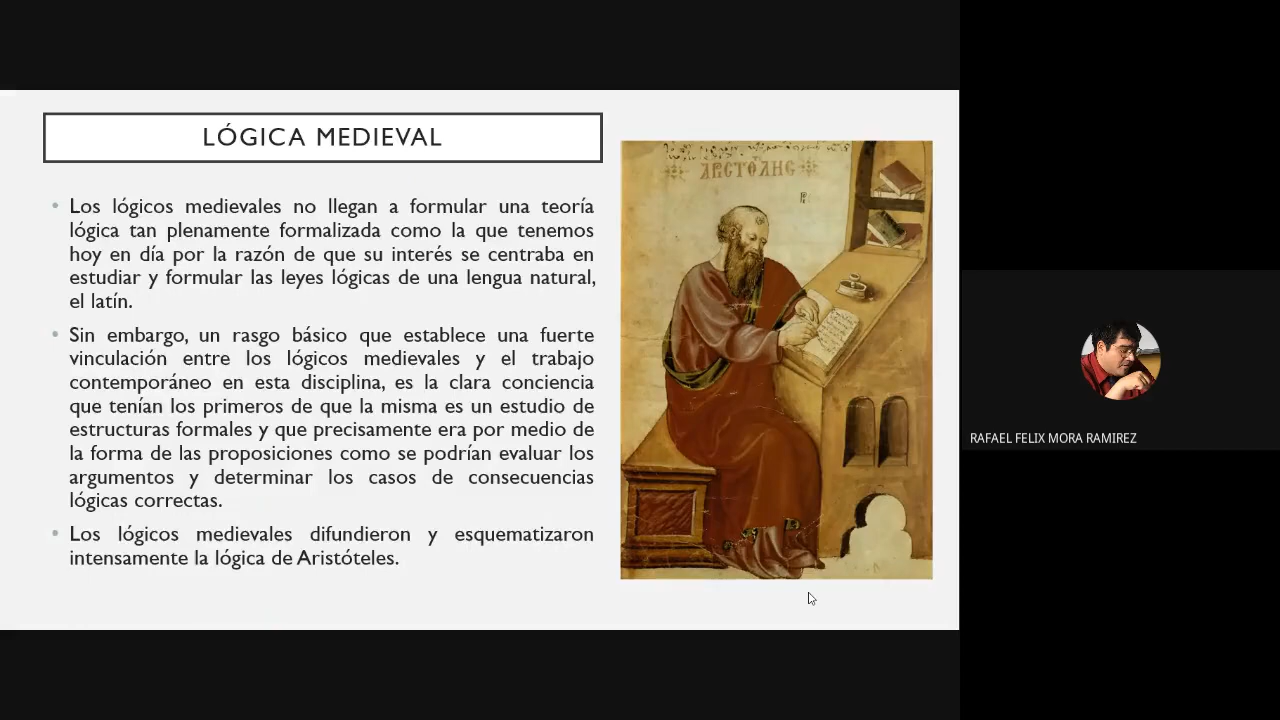 LÓGICA MEDIEVAL
• Los lógicos medievales no llegan a formular una teoría
lógica tan plenamente formalizada como la que tenemos
hoy en día por la razón de que su interés se centraba en
estudiar y formular las leyes lógicas de una lengua natural,
el latín.
• Sin embargo, un rasgo básico que establece una fuerte
vinculación entre los lógicos medievales y el trabajo
contemporáneo en esta disciplina, es la clara conciencia
que tenían los primeros de que la misma es un estudio de
estructuras formales y que precisamente era por medio de
la forma de las proposiciones como se podrían evaluar los
argumentos y determinar los casos de consecuencias
lógicas correctas.
• Los lógicos medievales difundieron y esquematizaron
intensamente la lógica de Aristóteles.
RAFAEL FELIX MORA RAMIREZ